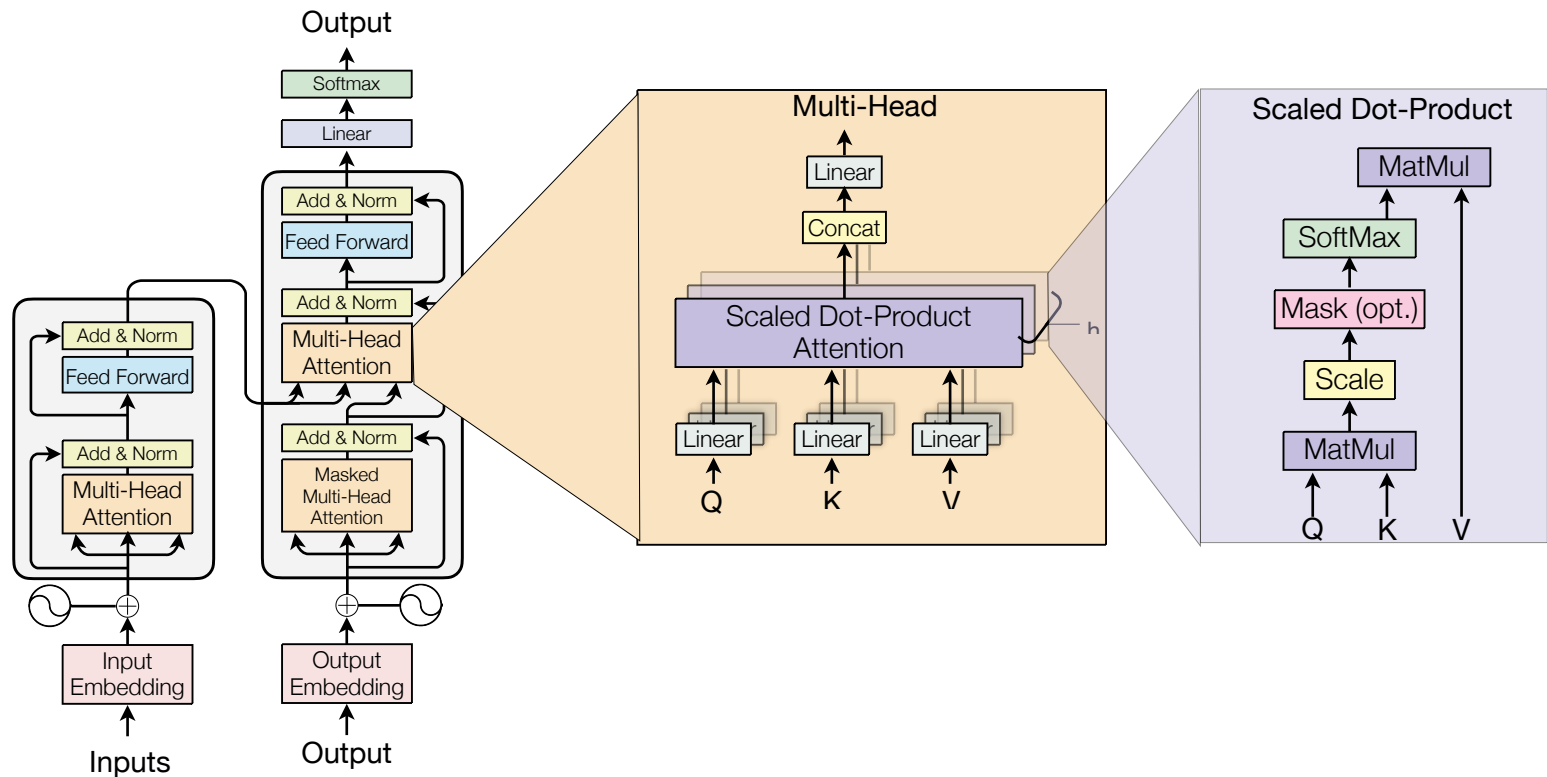 Output
Softmax
Linear
Add & Norm
Feed Forward
Add & Norm
Multi-Head
Attention
Add & Norm
Masked
Multi-Head
Attention
Output
Embedding
Output
Add & Norm
Feed Forward
Add & Norm
Multi-Head
Attention
Input
Embedding
Inputs
Multi-Head
Linear
Concat
Scaled Dot-Product
Attention
h
Linear
Linear
Linear
Q
K
V
Scaled Dot-Product
MatMul
SoftMax
Mask (opt.)
Scale
MatMul
Q
K
V